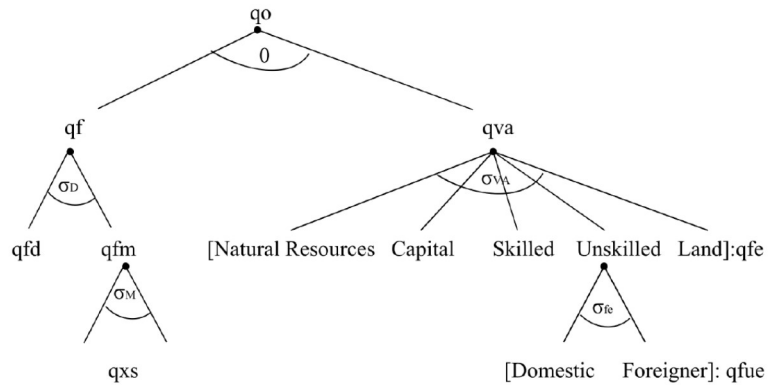 qo
0
qf qva
σD σVA
qfd qfm [Natural Resources Capital Skilled Unskilled Land]:qfe
σM σfe
qxs [Domestic Foreigner]: qfue